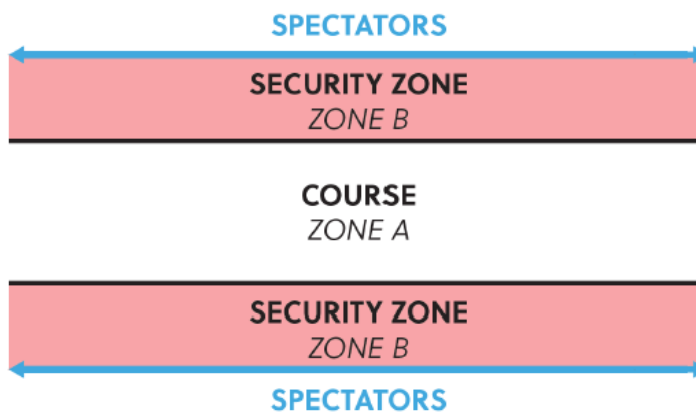 SPECTATORS
SECURITY ZONE
ZONE B
COURSE
ZONE A
SECURITY ZONE
ZONE B
SPECTATORS